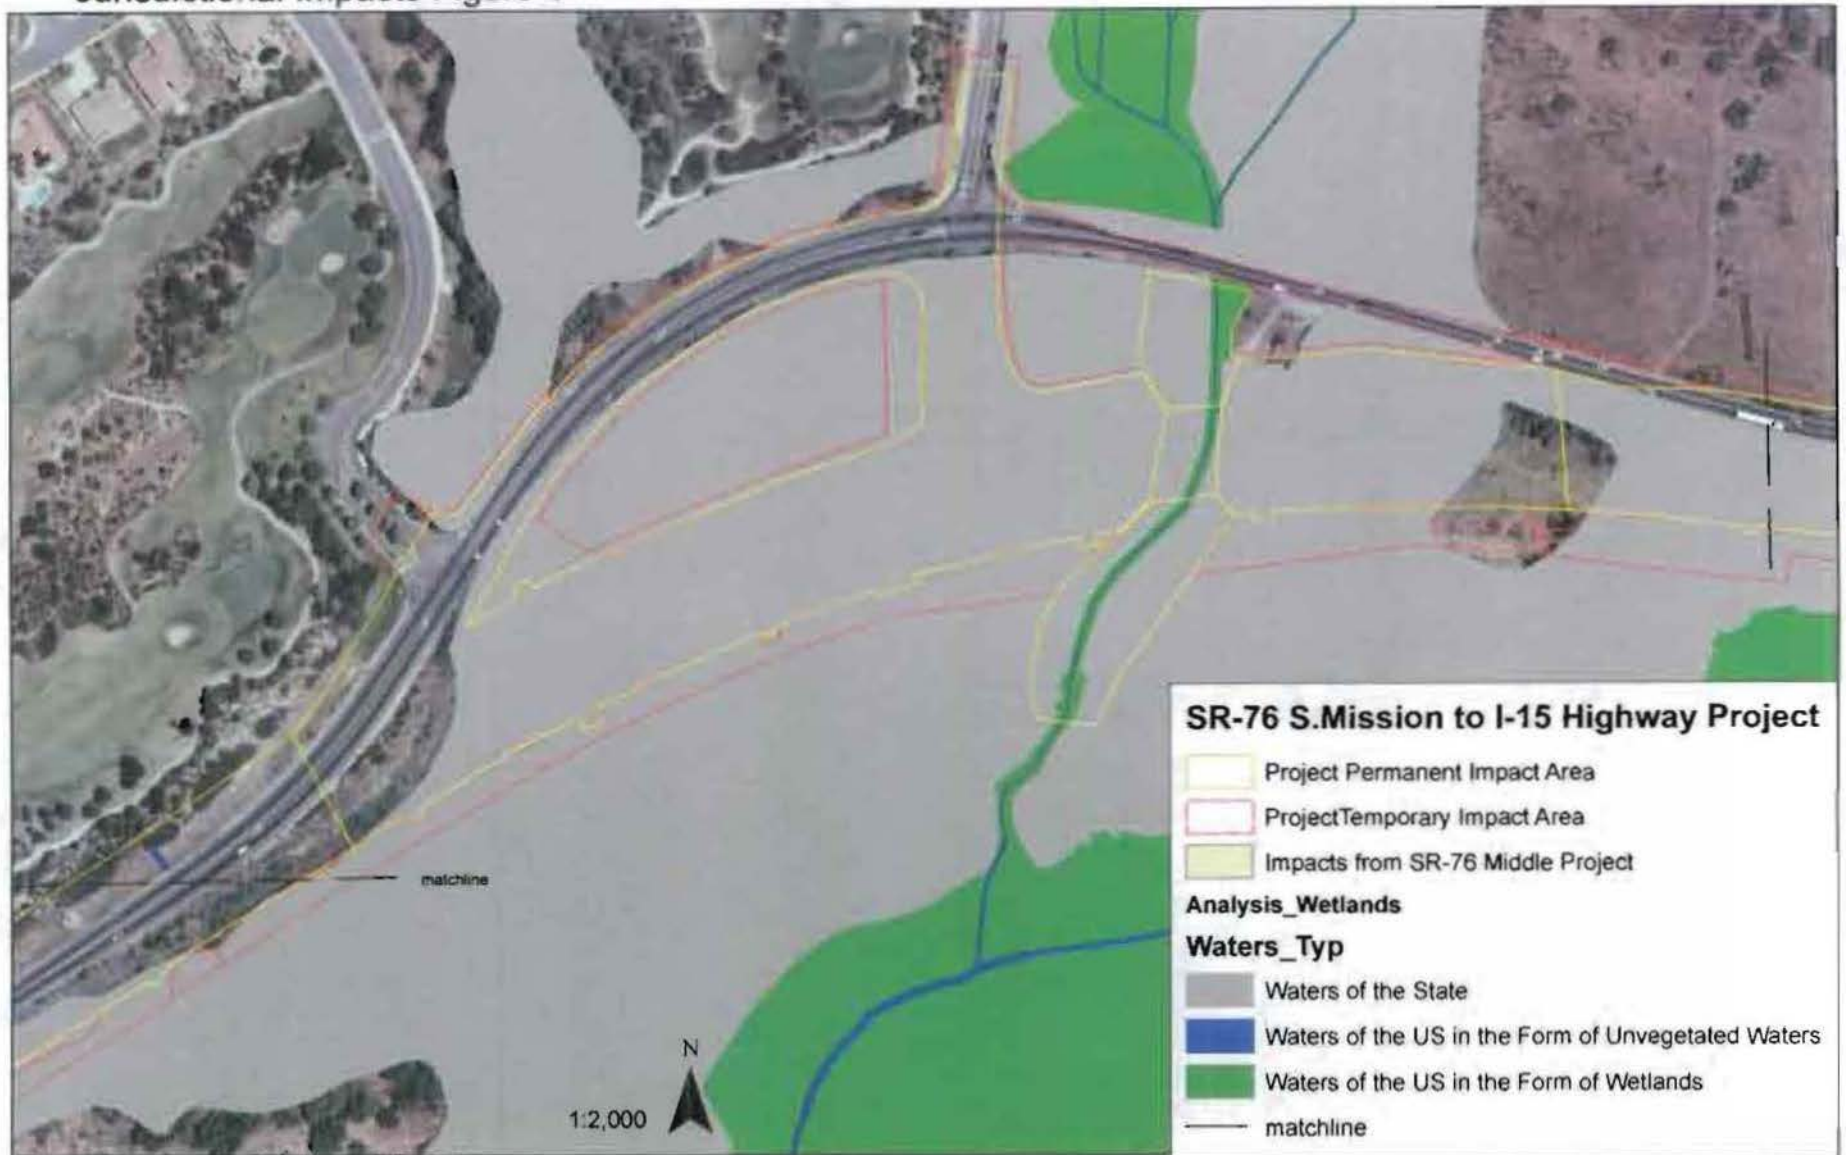 matchline
N
1:2,000
SR-76 S.Mission to I-15 Highway Project
Project Permanent Impact Area
ProjectTemporary Impact Area
Impacts from SR-76 Middle Project
Analysis_Wetlands
Waters_Typ
Waters of the State
Waters of the US in the Form of Unvegetated Waters
Waters of the US in the Form of Wetlands
matchline